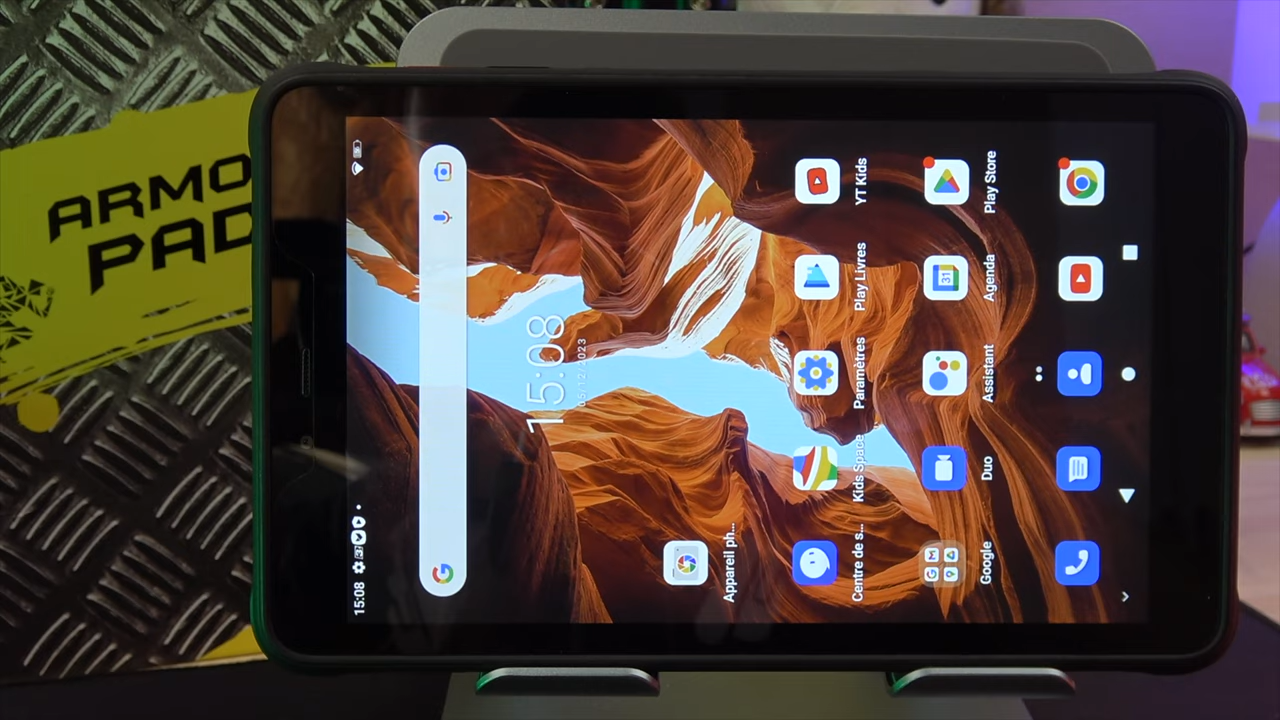 ARMO
PAD
15:08
15:08
05/12/2023
Appareil ph...
Centre de s...
Kids Space
Paramètres
Play Livres
YT Kids
Google
Duo
Assistant
31
Agenda
Play Store